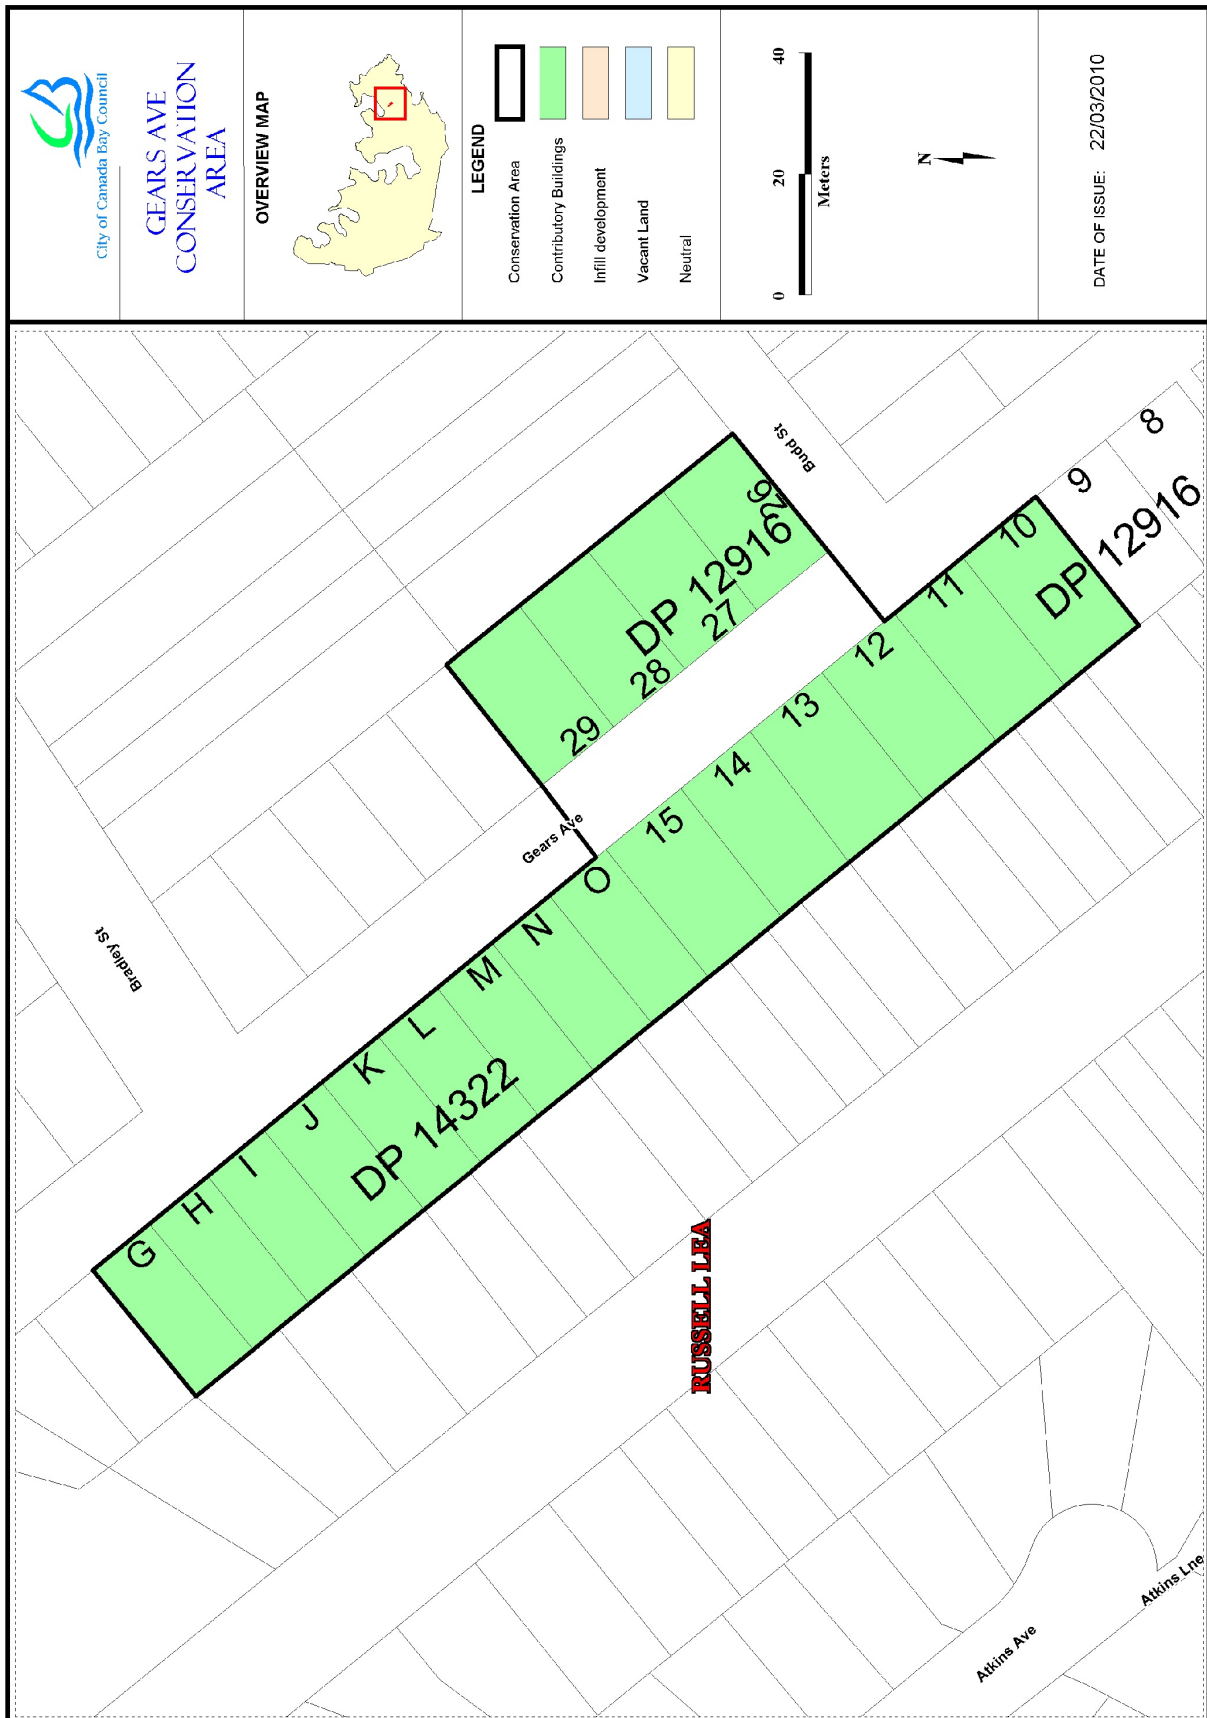 City of Canada Bay Council
GEARS AVE
CONSERVATION
AREA
OVERVIEW MAP
LEGEND
Conservation Area
Contributory Buildings
Infill development
Vacant Land
Neutral
0 20 40
Meters
N
DATE OF ISSUE: 22/03/2010
Bradley St
Gears Ave
Budd St
G
H
I
J
K
L
M
N
O
DP 14322
15
14
13
12
11
10
9
8
DP 12916
29
28
27
26
DP 12916
RUSSELL LEA
Atkins Ave
Atkins Lne